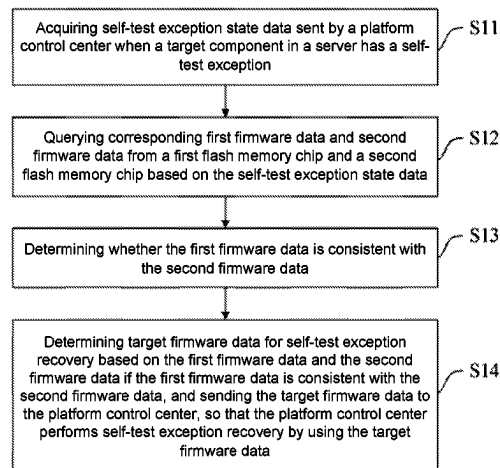 Acquiring self-test exception state data sent by a platform
control center when a target component in a server has a self-
test exception
S11
Querying corresponding first firmware data and second
firmware data from a first flash memory chip and a second
flash memory chip based on the self-test exception state data
S12
Determining whether the first firmware data is consistent with
the second firmware data
S13
Determining target firmware data for self-test exception
recovery based on the first firmware data and the second
firmware data if the first firmware data is consistent with the
second firmware data, and sending the target firmware data to
the platform control center, so that the platform control center
performs self-test exception recovery by using the target
firmware data
S14